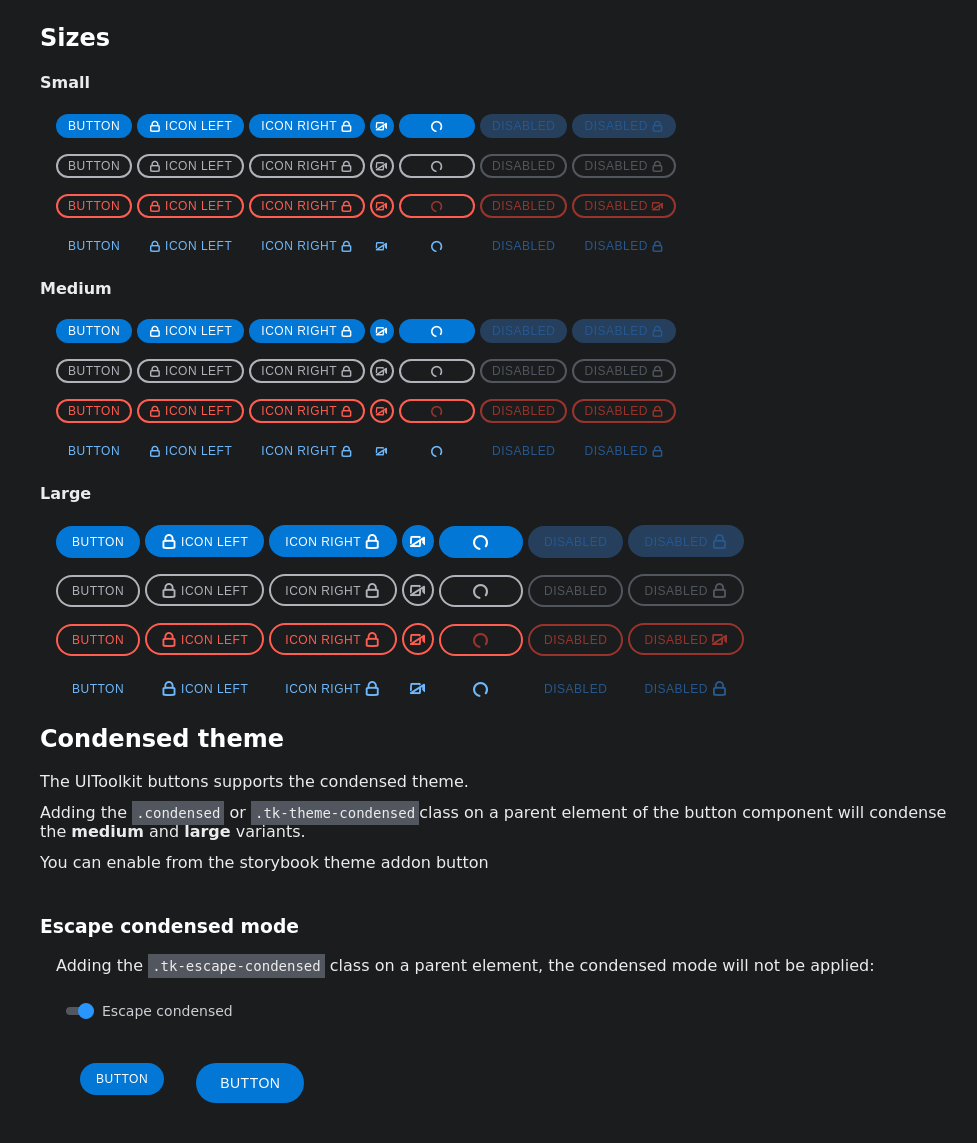 Sizes
Small
BUTTON ICON LEFT ICON RIGHT DISABLED DISABLED
BUTTON ICON LEFT ICON RIGHT DISABLED DISABLED
BUTTON ICON LEFT ICON RIGHT DISABLED DISABLED
BUTTON ICON LEFT ICON RIGHT DISABLED DISABLED
Medium
BUTTON ICON LEFT ICON RIGHT DISABLED DISABLED
BUTTON ICON LEFT ICON RIGHT DISABLED DISABLED
BUTTON ICON LEFT ICON RIGHT DISABLED DISABLED
BUTTON ICON LEFT ICON RIGHT DISABLED DISABLED
Large
BUTTON ICON LEFT ICON RIGHT DISABLED DISABLED
BUTTON ICON LEFT ICON RIGHT DISABLED DISABLED
BUTTON ICON LEFT ICON RIGHT DISABLED DISABLED
BUTTON ICON LEFT ICON RIGHT DISABLED DISABLED
Condensed theme
The UIToolkit buttons supports the condensed theme.
Adding the .condensed or .tk-theme-condensed class on a parent element of the button component will condense
the medium and large variants.
You can enable from the storybook theme addon button
Escape condensed mode
Adding the .tk-escape-condensed class on a parent element, the condensed mode will not be applied:
Escape condensed
BUTTON BUTTON